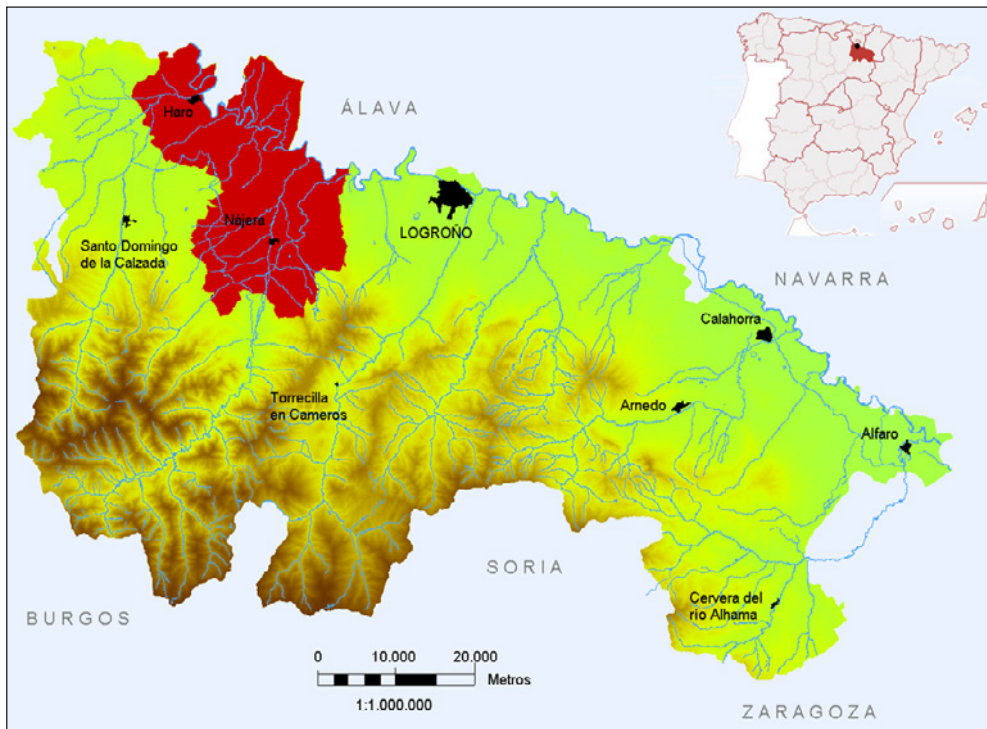 ÁLAVA
Haro
LOGROÑO
Nájera
Santo Domingo
de la Calzada
NAVARRA
Calahorra
Torrecilla
en Cameros
Arnedo
Alfaro
SORIA
Cervera del
río Alhama
BURGOS
0 10.000 20.000
Metros
1:1.000.000
ZARAGOZA